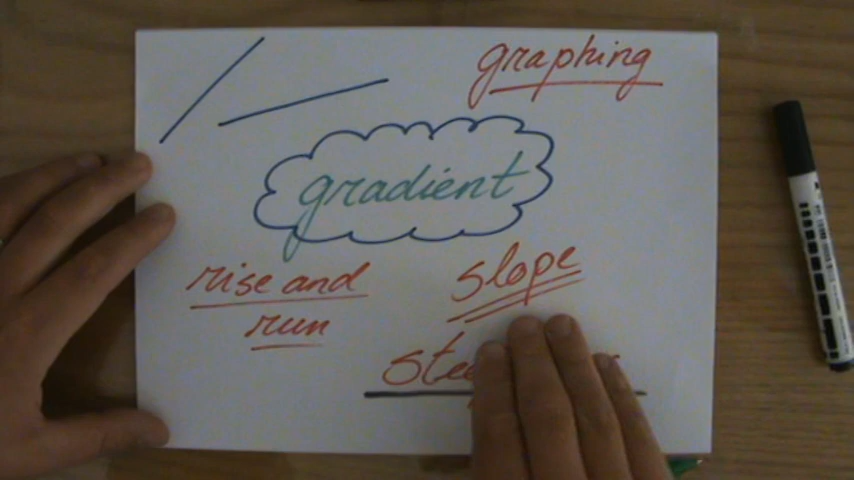 graphing
gradient
rise and
run
slope